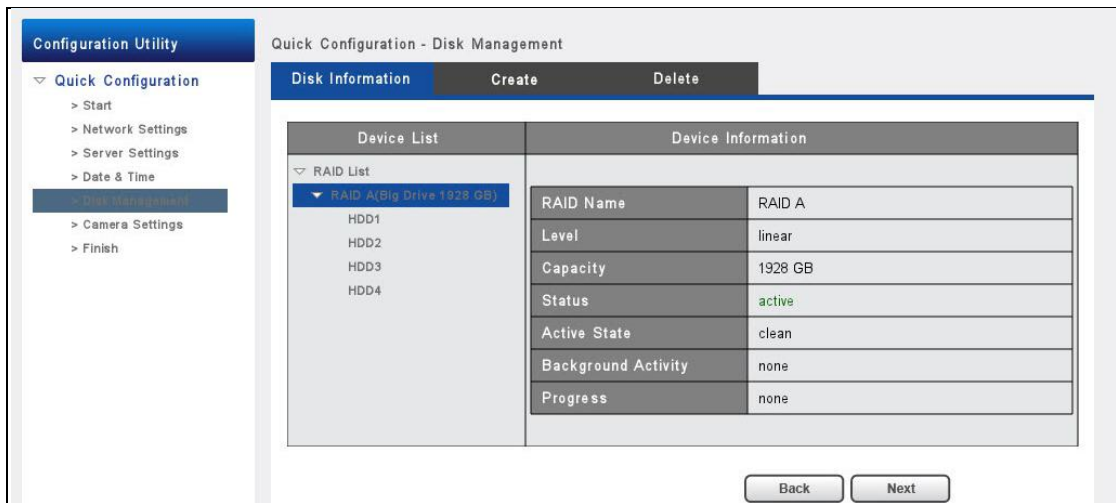 Configuration Utility
Quick Configuration
> Start
> Network Settings
> Server Settings
> Date & Time
> Disk Management
> Camera Settings
> Finish
Quick Configuration - Disk Management
Disk Information Create Delete
Device List Device Information
RAID List
RAID A(Big Drive 1928 GB)
HDD1
HDD2
HDD3
HDD4
RAID Name RAID A
Level linear
Capacity 1928 GB
Status active
Active State clean
Background Activity none
Progress none
Back Next